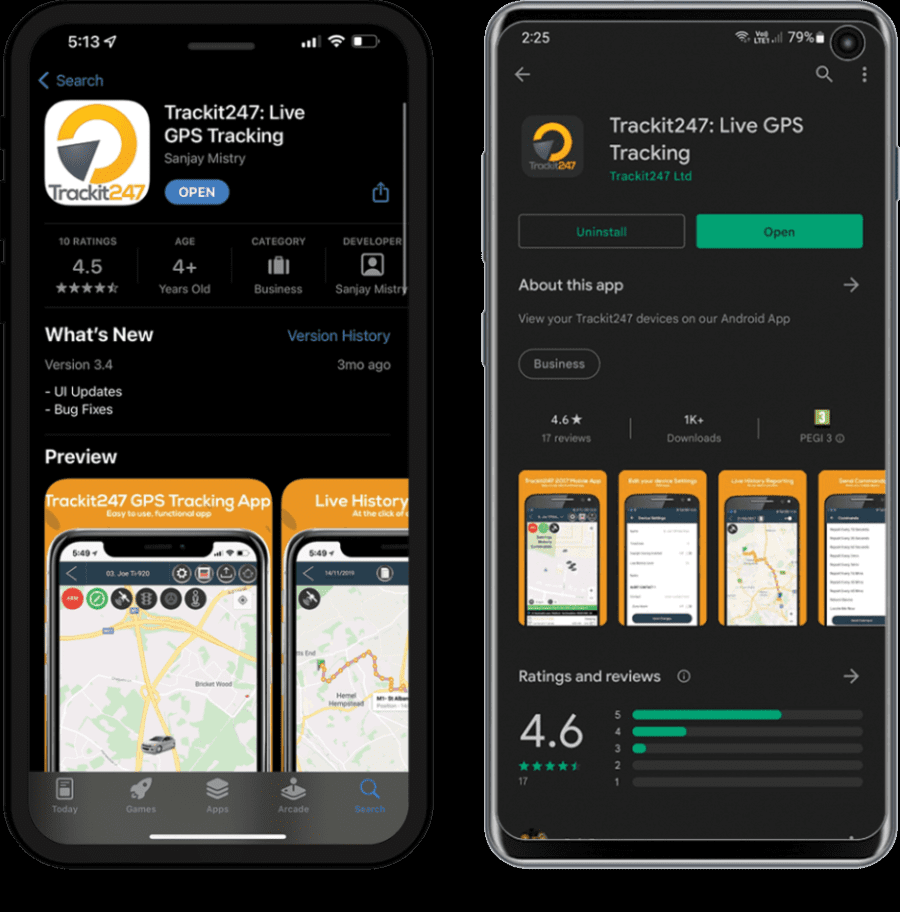 5:13
Search
Trackit247: Live
GPS Tracking
Sanjay Mistry
OPEN
Trackit247
10 RATINGS
AGE
CATEGORY
DEVELOPER
4.5
4+
Years Old
Business
Sanjay Mistry
What's New
Version History
Version 3.4
3mo ago
- UI Updates
- Bug Fixes
Preview
Trackit247 GPS Tracking App
Easy to use, functional app
5:49
03. Joe Ti-920
ARM
Bricket Wood
Live History
At the click of
5:49
14/11/2019
Hemel
Hempstead
M1- St Alban
Today
Games
Apps
Arcade
Search
2:25
79%
Trackit247: Live GPS
Tracking
Trackit247 Ltd
Trackit247
Uninstall
Open
About this app
View your Trackit247 devices on our Android App
Business
4.6★
17 reviews
1K+
Downloads
3
PEGI 3
Edit your device Settings
Live History Reporting
Send Command
Ratings and reviews
4.6
17
5
4
3
2
1